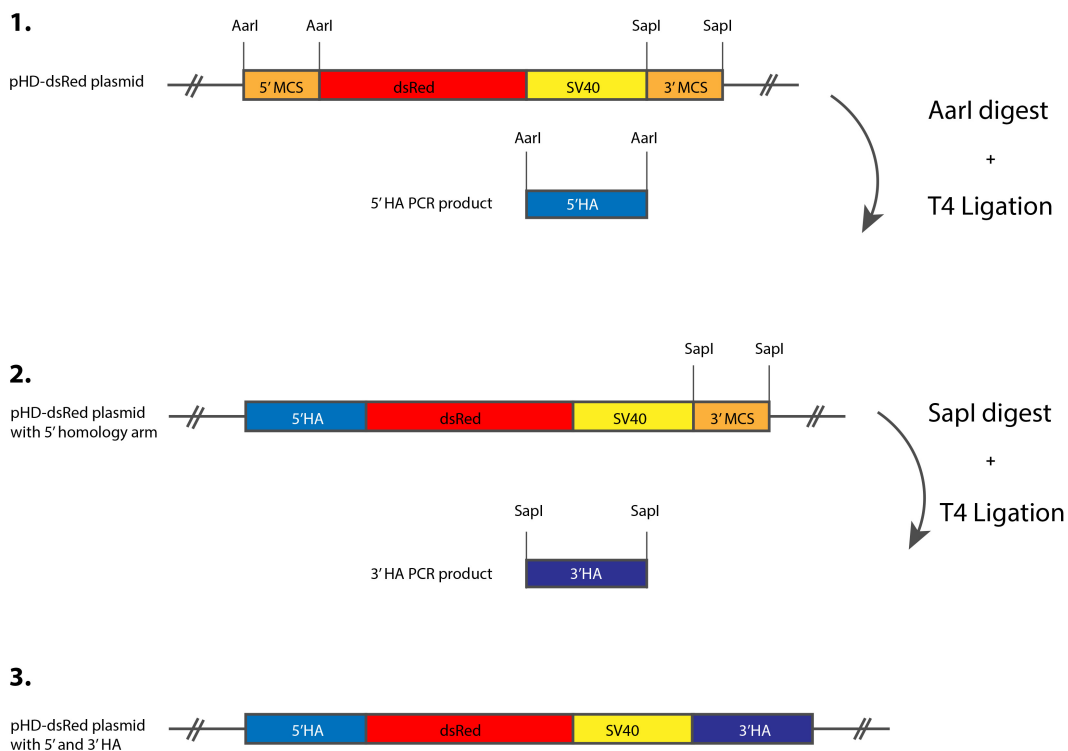 1.
AarI AarI SapI SapI
pHD-dsRed plasmid
5' MCS dsRed SV40 3' MCS
AarI digest
+
T4 Ligation
AarI AarI
5' HA PCR product
5'HA
2.
SapI SapI
pHD-dsRed plasmid
with 5' homology arm
5'HA dsRed SV40 3' MCS
SapI digest
+
T4 Ligation
SapI SapI
3' HA PCR product
3'HA
3.
pHD-dsRed plasmid
with 5' and 3' HA
5'HA dsRed SV40 3'HA